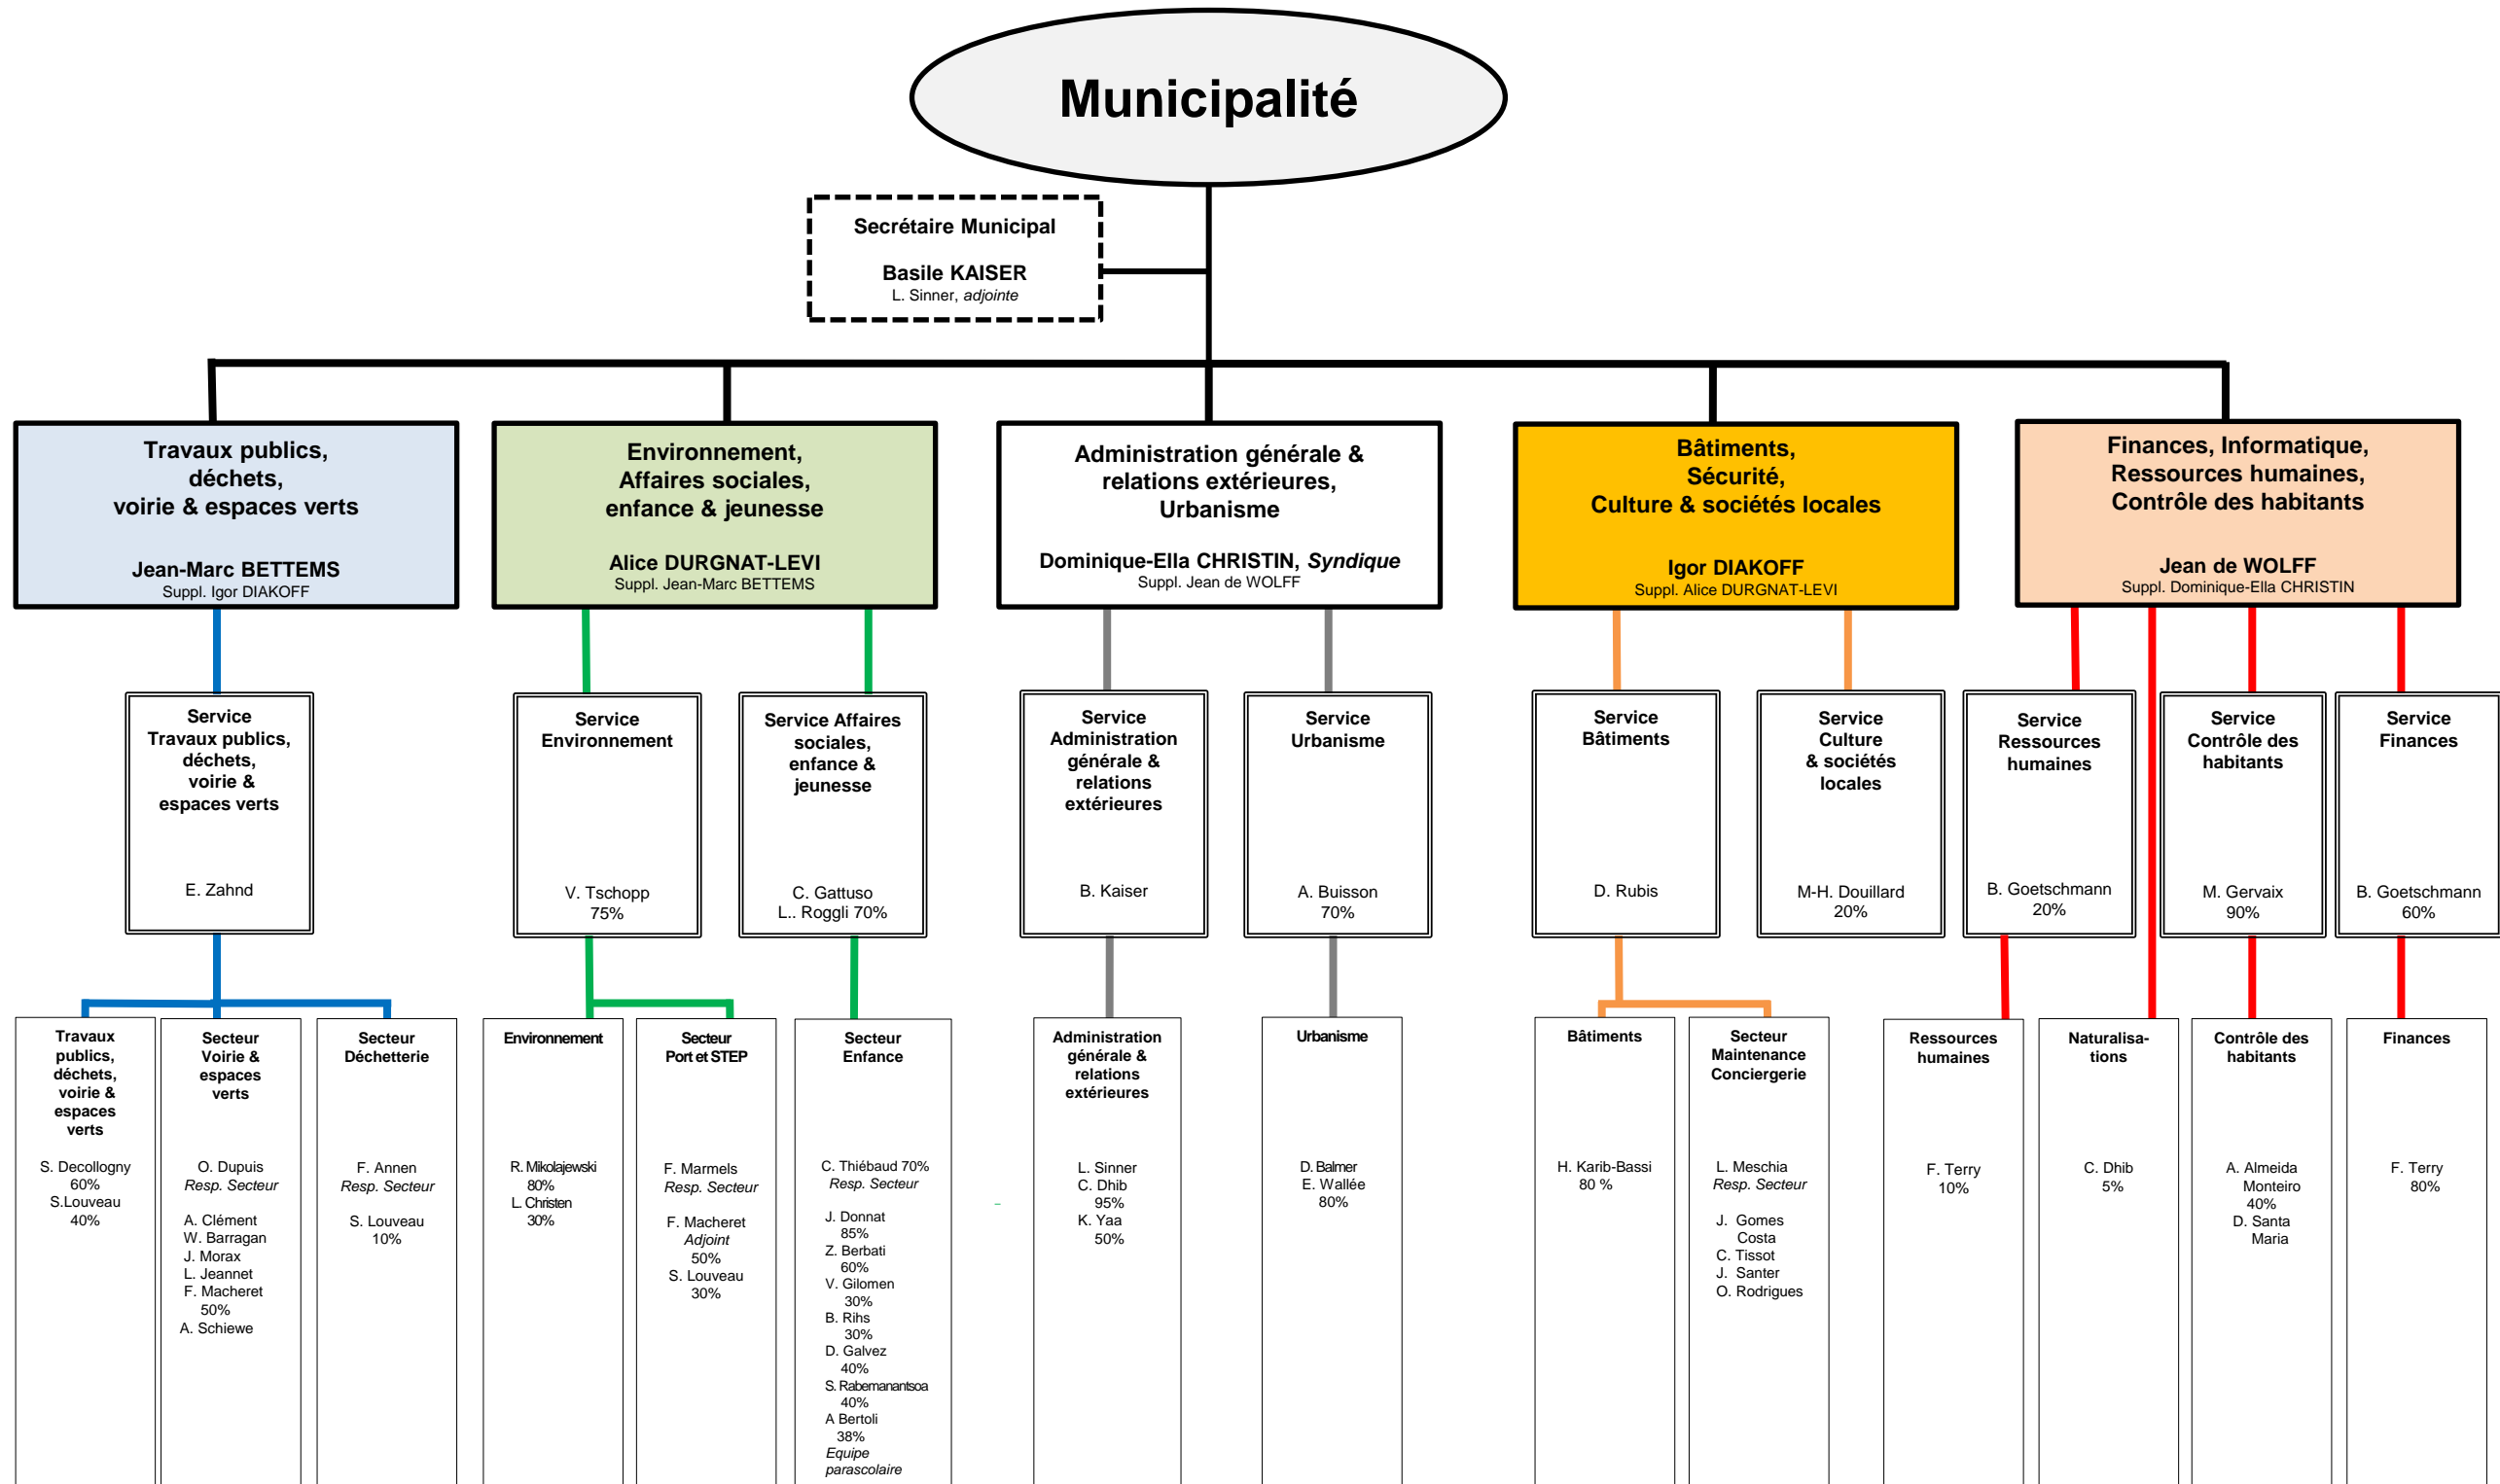 Municipalité
Secrétaire Municipal
Basile KAISER
L. Sinner, adjointe
Travaux publics,
déchets,
voirie & espaces verts
Jean-Marc BETTEMS
Suppl. Igor DIAKOFF
Environnement,
Affaires sociales,
enfance & jeunesse
Alice DURGNAT-LEVI
Suppl. Jean-Marc BETTEMS
Administration générale &
relations extérieures,
Urbanisme
Dominique-Ella CHRISTIN, Syndique
Suppl. Jean de WOLFF
Bâtiments,
Sécurité,
Culture & sociétés locales
Igor DIAKOFF
Suppl. Alice DURGNAT-LEVI
Finances, Informatique,
Ressources humaines,
Contrôle des habitants
Jean de WOLFF
Suppl. Dominique-Ella CHRISTIN
Service
Travaux publics,
déchets,
voirie &
espaces verts
E. Zahnd
Service
Environnement
V. Tschopp
75%
Service Affaires
sociales,
enfance &
jeunesse
C. Gattuso
L.. Roggli 70%
Service
Administration
générale &
relations
extérieures
B. Kaiser
Service
Urbanisme
A. Buisson
70%
Service
Bâtiments
D. Rubis
Service
Culture
& sociétés
locales
M-H. Douillard
20%
Service
Ressources
humaines
B. Goetschmann
20%
Service
Contrôle des
habitants
M. Gervaix
90%
Service
Finances
B. Goetschmann
60%
Travaux
publics,
déchets,
voirie &
espaces
verts
S. Decollogny
60%
S.Louveau
40%
Secteur
Voirie &
espaces
verts
O. Dupuis
Resp. Secteur
A. Clément
W. Barragan
J. Morax
L. Jeannet
F. Macheret
50%
A. Schiewe
Secteur
Déchetterie
F. Annen
Resp. Secteur
S. Louveau
10%
Environnement
R. Mikolajewski
80%
L. Christen
30%
Secteur
Port et STEP
F. Marmels
Resp. Secteur
F. Macheret
Adjoint
50%
S. Louveau
30%
Secteur
Enfance
C. Thiébaud 70%
Resp. Secteur
J. Donnat
85%
Z. Berbati
60%
V. Gilomen
30%
B. Rihs
30%
D. Galvez
40%
S. Rabemanantsoa
40%
A Bertoli
38%
Equipe
parascolaire
Administration
générale &
relations
extérieures
L. Sinner
C. Dhib
95%
K. Yaa
50%
Urbanisme
D. Balmer
E. Wallée
80%
Bâtiments
H. Karib-Bassi
80 %
Secteur
Maintenance
Conciergerie
L. Meschia
Resp. Secteur
J. Gomes
Costa
C. Tissot
J. Santer
O. Rodrigues
Ressources
humaines
F. Terry
10%
Naturalisa-
tions
C. Dhib
5%
Contrôle des
habitants
A. Almeida
Monteiro
40%
D. Santa
Maria
Finances
F. Terry
80%